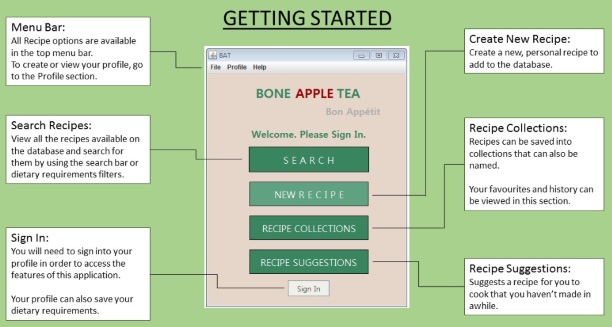 GETTING STARTED
Menu Bar:
All Recipe options are available
in the top menu bar.
To create or view your profile, go
to the Profile section.
Search Recipes:
View all the recipes available on
the database and search for
them by using the search bar or
dietary requirements filters.
Sign In:
You will need to sign into your
profile in order to access the
features of this application.
Your profile can also save your
dietary requirements.
BAT
File Profile Help
BONE APPLE TEA
Bon Appétit
Welcome. Please Sign In.
SEARCH
NEW RECIPE
RECIPE COLLECTIONS
RECIPE SUGGESTIONS
Sign In
Create New Recipe:
Create a new, personal recipe to
add to the database.
Recipe Collections:
Recipes can be saved into
collections that can also be
named.
Your favourites and history can
be viewed in this section.
Recipe Suggestions:
Suggests a recipe for you to
cook that you haven't made in
awhile.